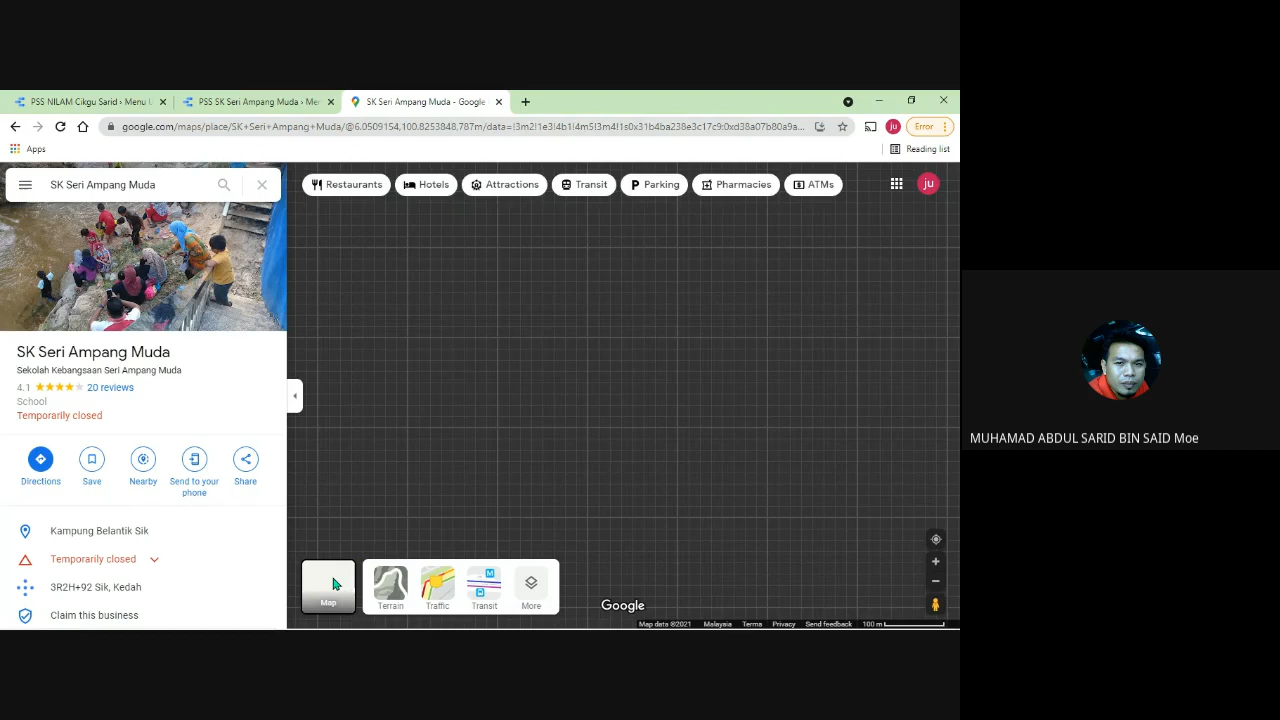 PSS NILAM Cikgu Sarid › Menu U
PSS SK Seri Ampang Muda › Men
SK Seri Ampang Muda - Google
google.com/maps/place/SK+Seri+Ampang+Muda/@6.0509154,100.8253848,787m/data=!3m2!1e3!4b1!4m5!3m4!1s0x31b4ba238e3c17c9:0xd38a07b80a9a...
ju
Error
Apps
Reading list
SK Seri Ampang Muda
Restaurants
Hotels
Attractions
Transit
Parking
Pharmacies
ATMs
ju
SK Seri Ampang Muda
Sekolah Kebangsaan Seri Ampang Muda
4.1 20 reviews
School
Temporarily closed
Directions
Save
Nearby
Send to your
phone
Share
Kampung Belantik Sik
Temporarily closed
3R2H+92 Sik, Kedah
Claim this business
Map
Terrain
Traffic
Transit
More
Google
Map data ©2021 Malaysia Terms Privacy Send feedback 100 m
MUHAMAD ABDUL SARID BIN SAID Moe